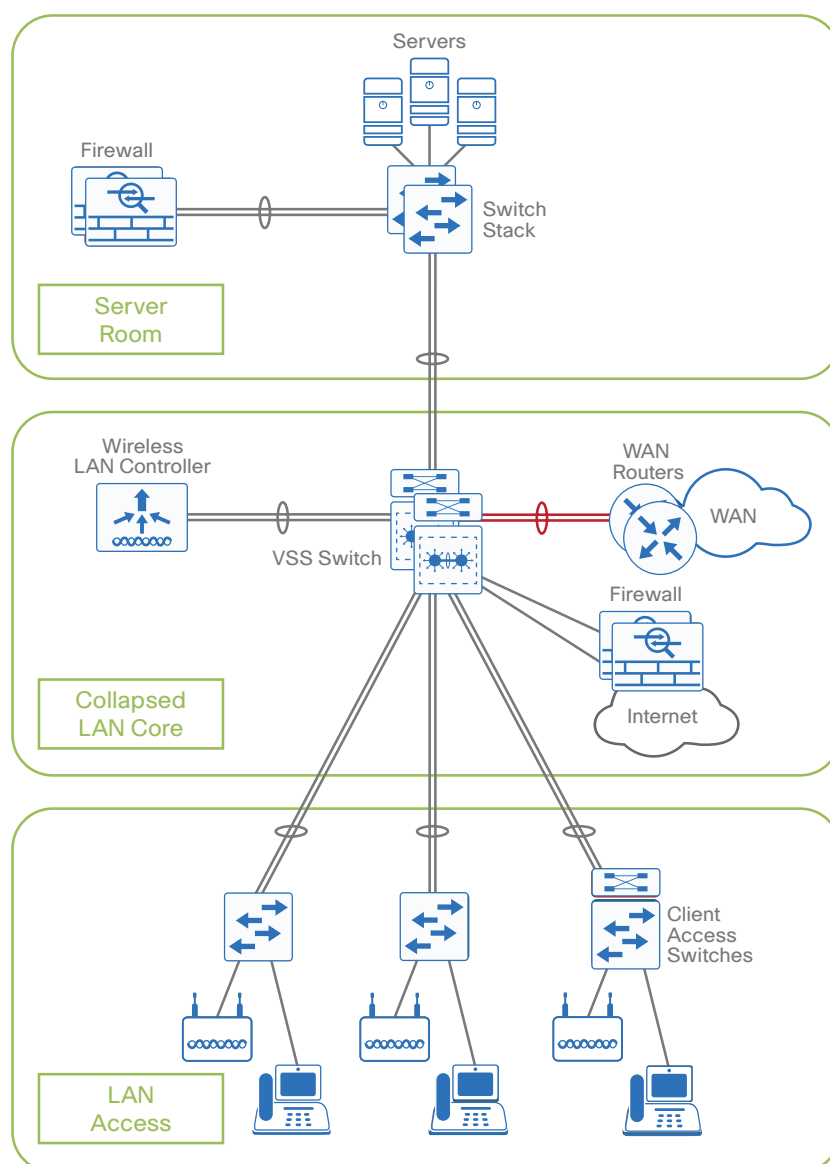 Servers
Firewall
Switch
Stack
Server
Room
Wireless
LAN Controller
WAN
Routers
WAN
VSS Switch
Firewall
Internet
Collapsed
LAN Core
Client
Access
Switches
LAN
Access